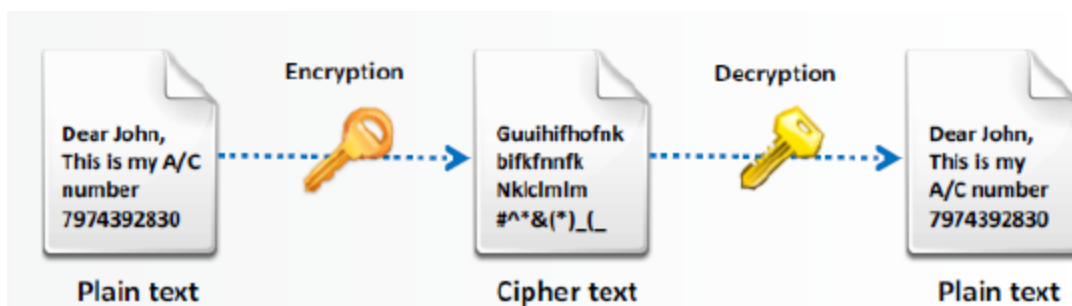 Encryption
Decryption
Dear John,
This is my A/C
number
7974392830
Guuihifhofnk
bifkfnnfk
Nklclmlm
#^*&(*)_(_
Dear John,
This is my
A/C number
7974392830
Plain text
Cipher text
Plain text